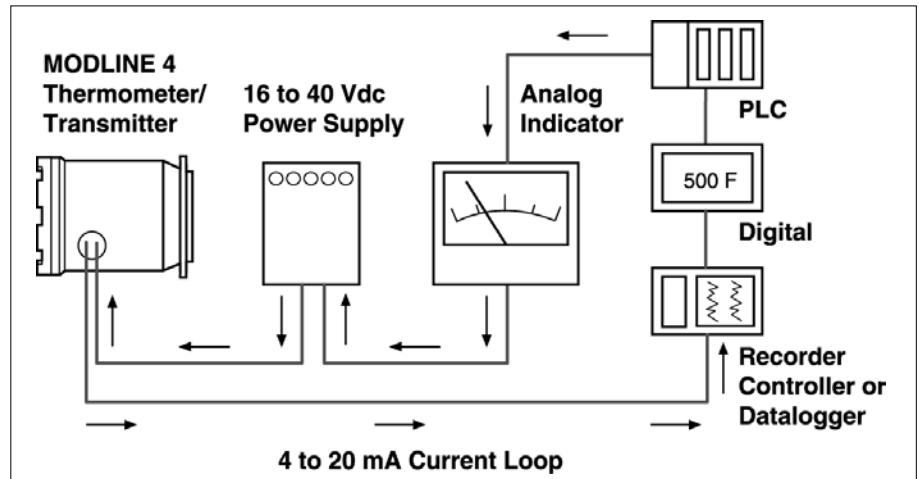 MODLINE 4
Thermometer/
Transmitter
16 to 40 Vdc
Power Supply
Analog
Indicator
PLC
500 F
Digital
Recorder
Controller or
Datalogger
4 to 20 mA Current Loop